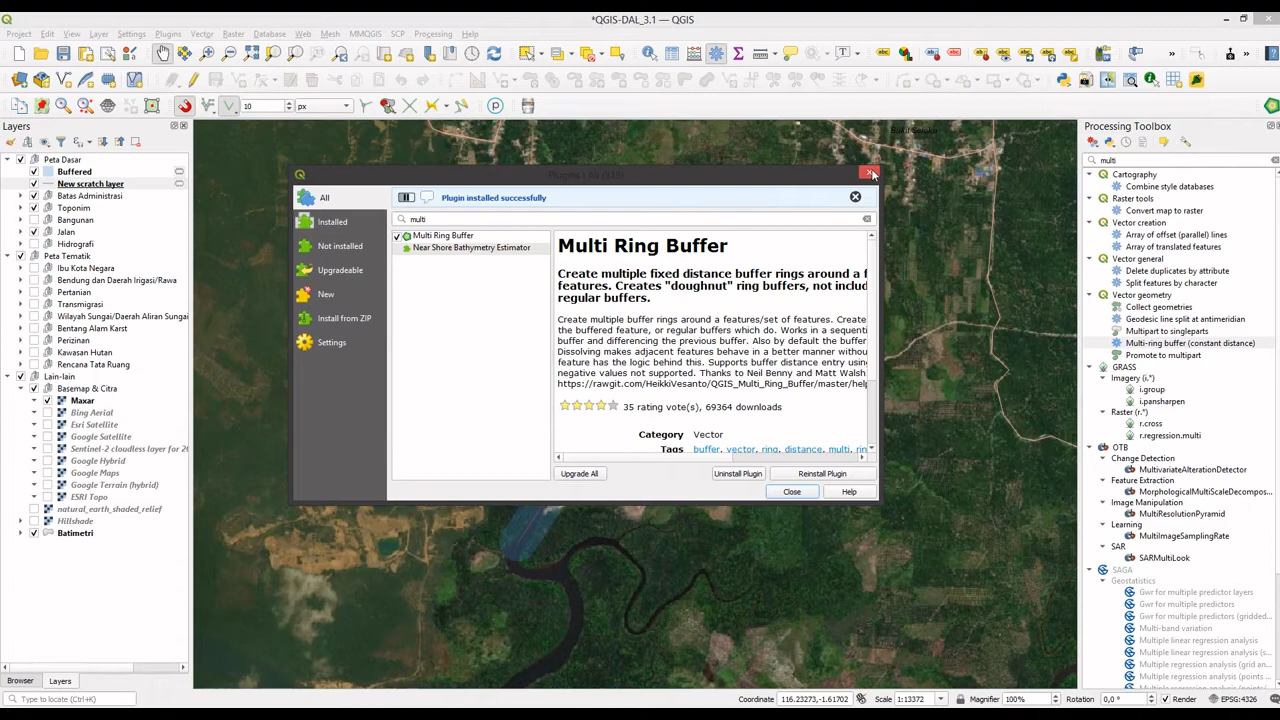 *QGIS-DAL_3.1 — QGIS
Project Edit View Layer Settings Plugins Vector Raster Database Web Mesh MMQGIS SCP Processing Help
10 px
Layers
Peta Dasar
Buffered
New scratch layer
Batas Administrasi
Toponim
Bangunan
Jalan
Hidrografi
Peta Tematik
Ibu Kota Negara
Bendung dan Daerah Irigasi/Rawa
Pertanian
Transmigrasi
Wilayah Sungai/Daerah Aliran Sungai
Bentang Alam Karst
Perizinan
Kawasan Hutan
Rencana Tata Ruang
Lain-lain
Basemap & Citra
Maxar
Bing Aerial
Esri Satellite
Google Satellite
Sentinel-2 cloudless layer for 20
Google Hybrid
Google Maps
Google Terrain (hybrid)
ESRI Topo
natural_earth_shaded_relief
Hillshade
Batimetri
Browser Layers
All
Installed
Not installed
Upgradeable
New
Install from ZIP
Settings
Plugin installed successfully
multi
Multi Ring Buffer
Near Shore Bathymetry Estimator
Multi Ring Buffer
Create multiple fixed distance buffer rings around a f
features. Creates "doughnut" ring buffers, not includ
regular buffers.
Create multiple buffer rings around a features/set of features. Create
the buffered feature, or regular buffers which do. Works in a sequenti
buffer and differencing the previous buffer. Also by default the buffer
Dissolving makes adjacent features behave in a better manner withou
feature has the logic behind this. Supports buffer distance entry using
negative values not supported. Thanks to Neil Benny and Matt Walsh
https://rawgit.com/HeikkiVesanto/QGIS_Multi_Ring_Buffer/master/help
35 rating vote(s), 69364 downloads
Category Vector
Tags buffer, vector, ring, distance, multi, rin
Upgrade All Uninstall Plugin Reinstall Plugin
Close Help
Processing Toolbox
multi
Cartography
Combine style databases
Raster tools
Convert map to raster
Vector creation
Array of offset (parallel) lines
Array of translated features
Vector general
Delete duplicates by attribute
Split features by character
Vector geometry
Collect geometries
Geodesic line split at antimeridian
Multipart to singleparts
Multi-ring buffer (constant distance)
Promote to multipart
GRASS
Imagery (i.*)
i.group
i.pansharpen
Raster (r.*)
r.cross
r.regression.multi
OTB
Change Detection
MultivariateAlterationDetector
Feature Extraction
MorphologicalMultiScaleDecompos...
Image Manipulation
MultiResolutionPyramid
Learning
MultiImageSamplingRate
SAR
SARMultiLook
SAGA
Geostatistics
Gwr for multiple predictor layers
Gwr for multiple predictors
Gwr for multiple predictors (gridded...
Multi-band variation
Multiple linear regression analysis
Multiple linear regression analysis (s...
Multiple regression analysis (grid an...
Multiple regression analysis (points ...
Type to locate (Ctrl+K) Coordinate 116.23273,-1.61702 Scale 1:13372 Magnifier 100% Rotation 0,0 ° Render EPSG:4326